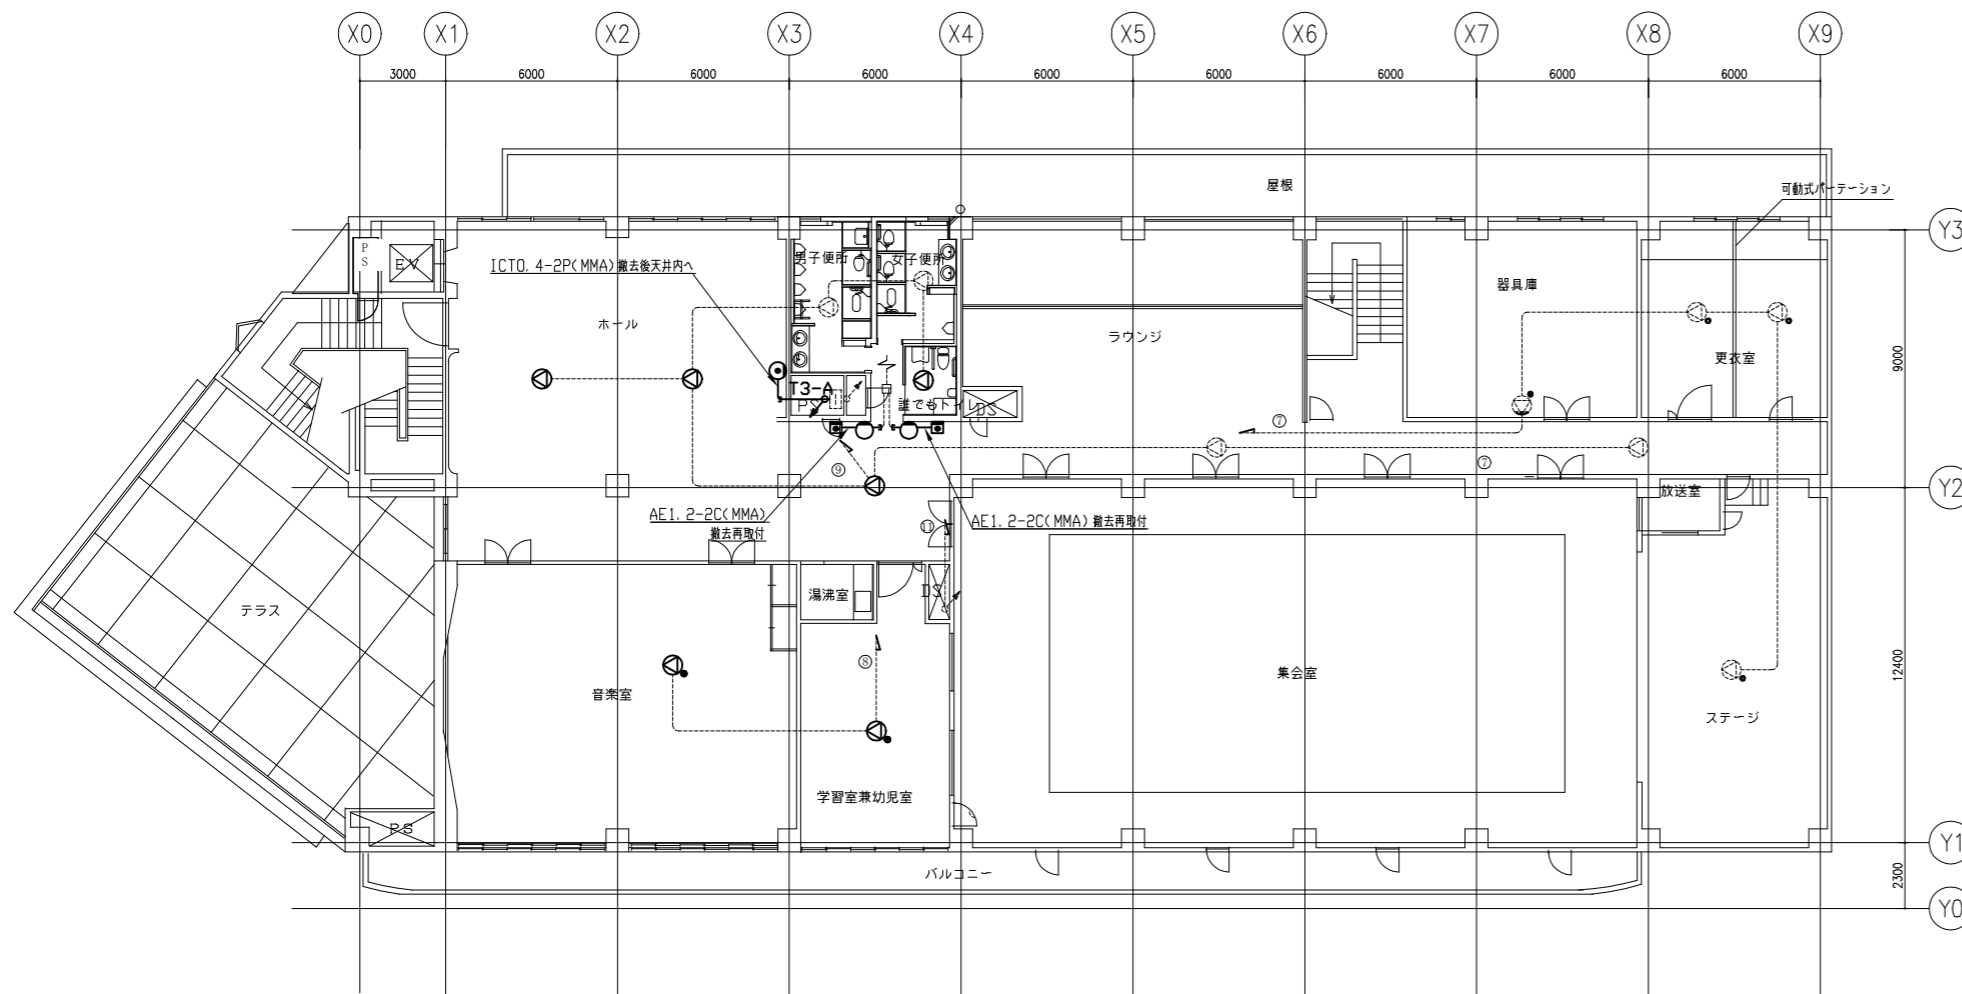 X0 X1 X2 X3 X4 X5 X6 X7 X8 X9
3000 6000 6000 6000 6000 6000 6000 6000 6000
屋根
可動式パーテーション
Y3
PS
EV
ICT0.4-2P(MMA)撤去後天井内へ
男子便所
女子便所
器具庫
ホール
ラウンジ
更衣室
9000
T3-A
PS
誰でもトイレ
DS
⑦
⑨
⑦
Y2
放送室
AE1.2-2C(MMA)
撤去再取付
⑪
AE1.2-2C(MMA)撤去再取付
湯沸室
DS
テラス
⑧
集会室
12400
音楽室
ステージ
学習室兼幼児室
PS
Y1
バルコニー
2300
Y0